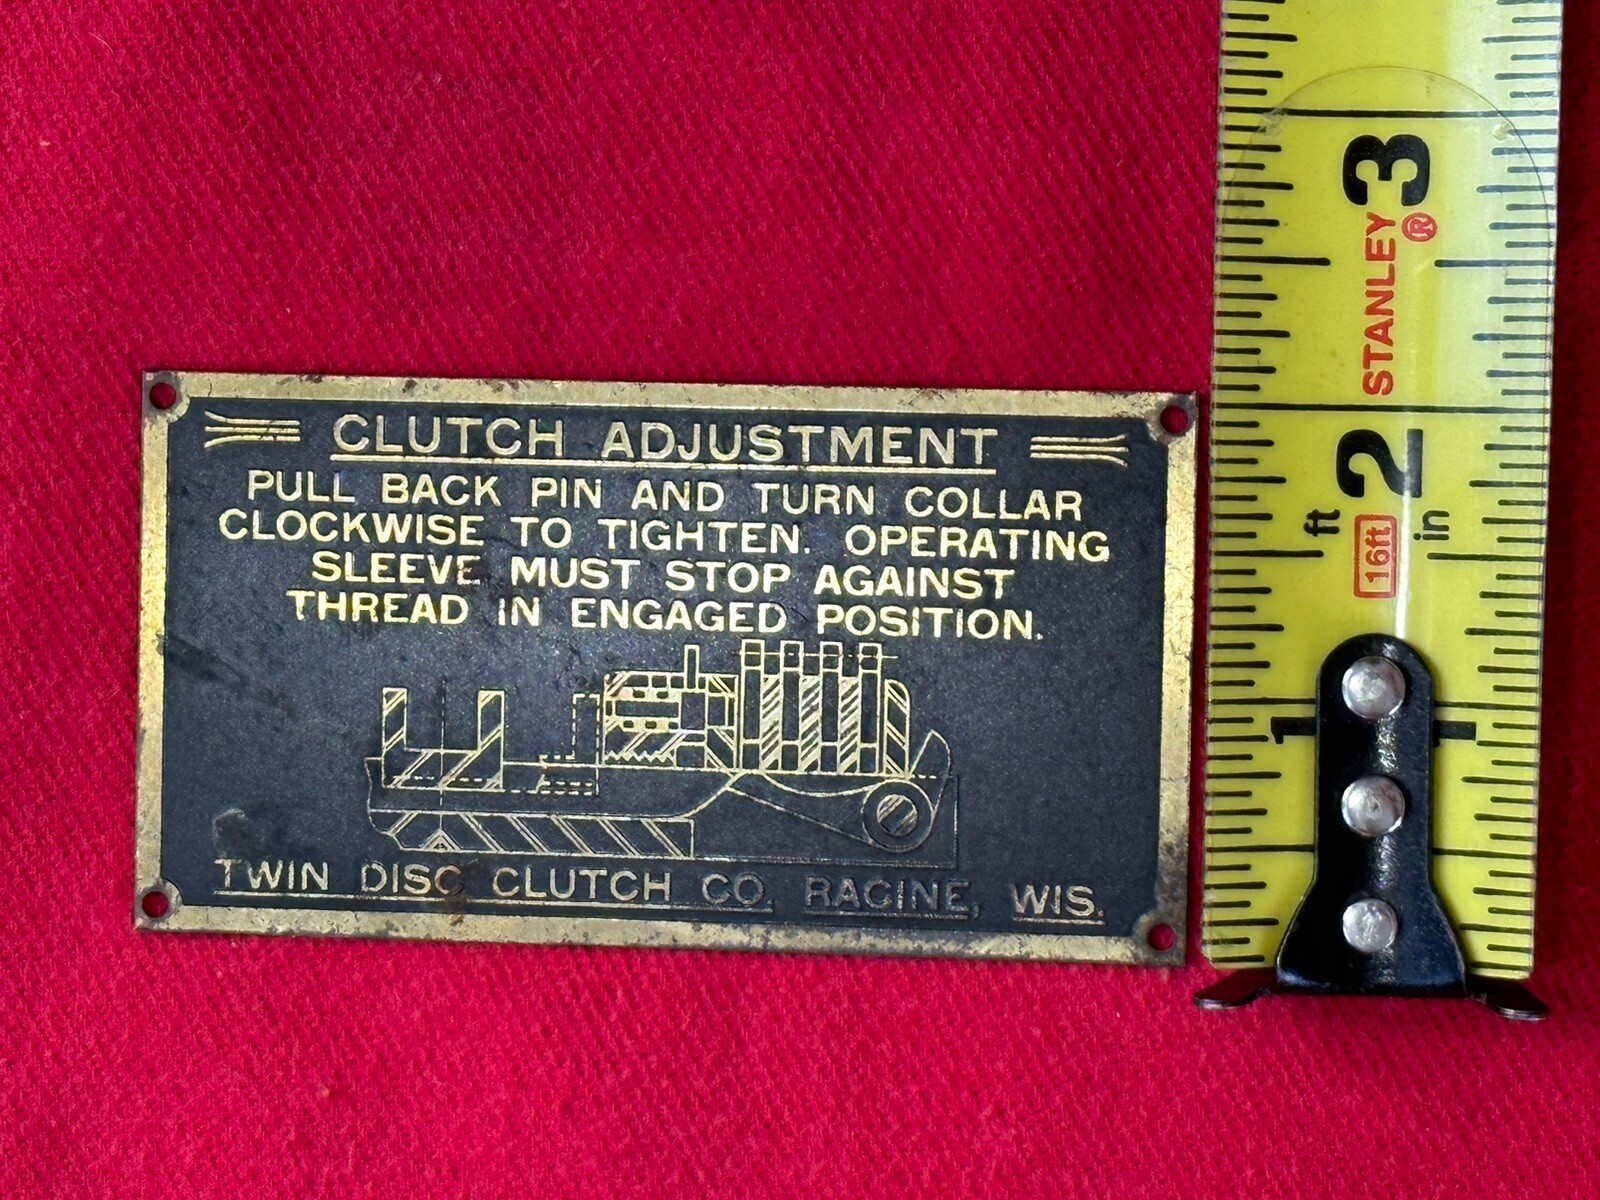 CLUTCH ADJUSTMENT
PULL BACK PIN AND TURN COLLAR
CLOCKWISE TO TIGHTEN. OPERATING
SLEEVE MUST STOP AGAINST
THREAD IN ENGAGED POSITION.
TWIN DISC CLUTCH CO. RACINE, WIS.
3
STANLEY®
2
ft 16ft in
1